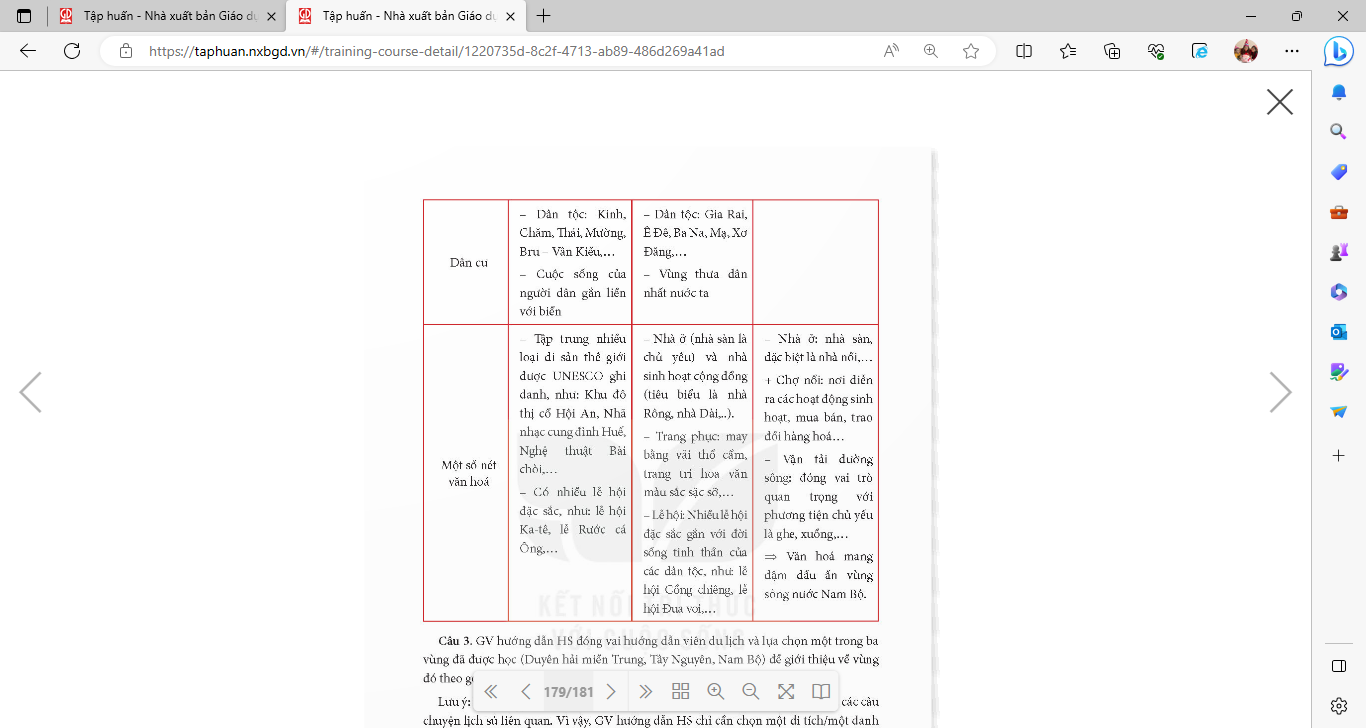 Tập huấn - Nhà xuất bản Giáo dụ
Tập huấn - Nhà xuất bản Giáo dụ
https://taphuan.nxbgd.vn/#/training-course-detail/1220735d-8c2f-4713-ab89-486d269a41ad
Dân cư
– Dân tộc: Kinh,
Chăm, Thái, Mường,
Bru – Vân Kiều,…
– Cuộc sống của
người dân gắn liền
với biển
– Dân tộc: Gia Rai,
Ê Đê, Ba Na, Mạ, Xơ
Đăng,…
– Vùng thưa dân
nhất nước ta
Một số nét
văn hoá
– Tập trung nhiều
loại di sản thế giới
được UNESCO ghi
danh, như: Khu đô
thị cổ Hội An, Nhã
nhạc cung đình Huế,
Nghệ thuật Bài
chòi,…
– Có nhiều lễ hội
đặc sắc, như: lễ hội
Ka-tê, lễ Rước cá
Ông,…
– Nhà ở (nhà sàn là
chủ yếu) và nhà
sinh hoạt cộng đồng
(tiêu biểu là nhà
Rông, nhà Dài,..).
– Trang phục: may
bằng vải thổ cẩm,
trang trí hoa văn
màu sắc sặc sỡ,…
– Lễ hội: Nhiều lễ hội
đặc sắc gắn với đời
sống tinh thần của
các dân tộc, như: lễ
hội Cồng chiêng, lễ
hội Đua voi,…
– Nhà ở: nhà sàn,
đặc biệt là nhà nổi,…
+ Chợ nổi: nơi diễn
ra các hoạt động sinh
hoạt, mua bán, trao
đổi hàng hoá…
– Vận tải đường
sông: đóng vai trò
quan trọng với
phương tiện chủ yếu
là ghe, xuồng,…
⇒ Văn hoá mang
đậm dấu ấn vùng
sông nước Nam Bộ.
KẾT NỐI TRI THỨC
VỚI CUỘC SỐNG
Câu 3. GV hướng dẫn HS đóng vai hướng dẫn viên du lịch và lựa chọn một trong ba
vùng đã được học (Duyên hải miền Trung, Tây Nguyên, Nam Bộ) để giới thiệu về vùng
đó theo
179/181
Lưu ý: các câu
chuyện lịch sử liên quan. Vì vậy, GV hướng dẫn HS chỉ cần chọn một di tích/một danh